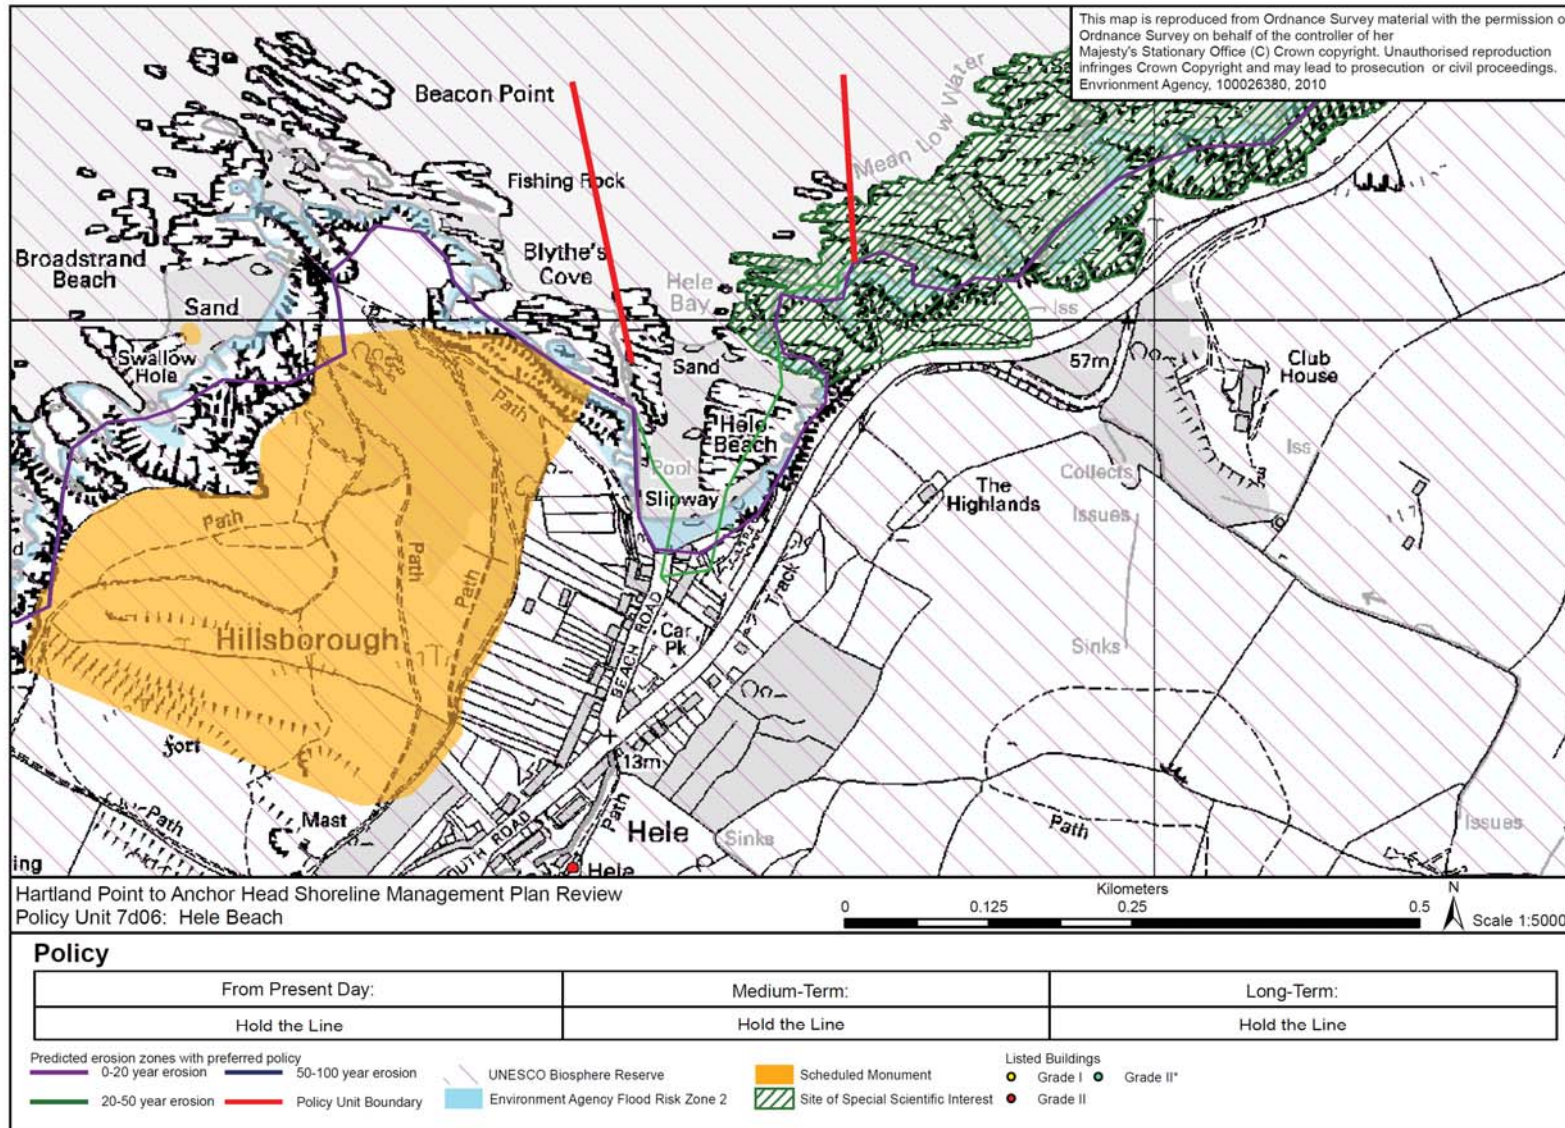 This map is reproduced from Ordnance Survey material with the permission o
Ordnance Survey on behalf of the controller of her
Majesty's Stationary Office (C) Crown copyright. Unauthorised reproduction
infringes Crown Copyright and may lead to prosecution or civil proceedings.
Envrionment Agency, 100026380, 2010
Beacon Point
Mean Low Water
Fishing Rock
Broadstrand
Beach
Blythe's
Cove
Hele
Bay
Sand
Iss
Swallow
Hole
Sand
57m
Club
House
Path
Hele
Beach
Iss
Pool
Collects
Slipway
The
Highlands
Path
Issues
Path
Path
Track
Hillsborough
BEACH ROAD
Car
Pk
Sinks
fort
13m
Path
Mast
Path
Hele
Sinks
Path
Issues
OUTH ROAD
ing
Hele
Hartland Point to Anchor Head Shoreline Management Plan Review
Policy Unit 7d06: Hele Beach
Kilometers
0 0.125 0.25 0.5
N
Scale 1:5000
Policy
From Present Day: Medium-Term: Long-Term:
Hold the Line Hold the Line Hold the Line
Predicted erosion zones with preferred policy
0-20 year erosion 50-100 year erosion UNESCO Biosphere Reserve Scheduled Monument
20-50 year erosion Policy Unit Boundary Environment Agency Flood Risk Zone 2 Site of Special Scientific Interest
Listed Buildings
Grade I Grade II*
Grade II